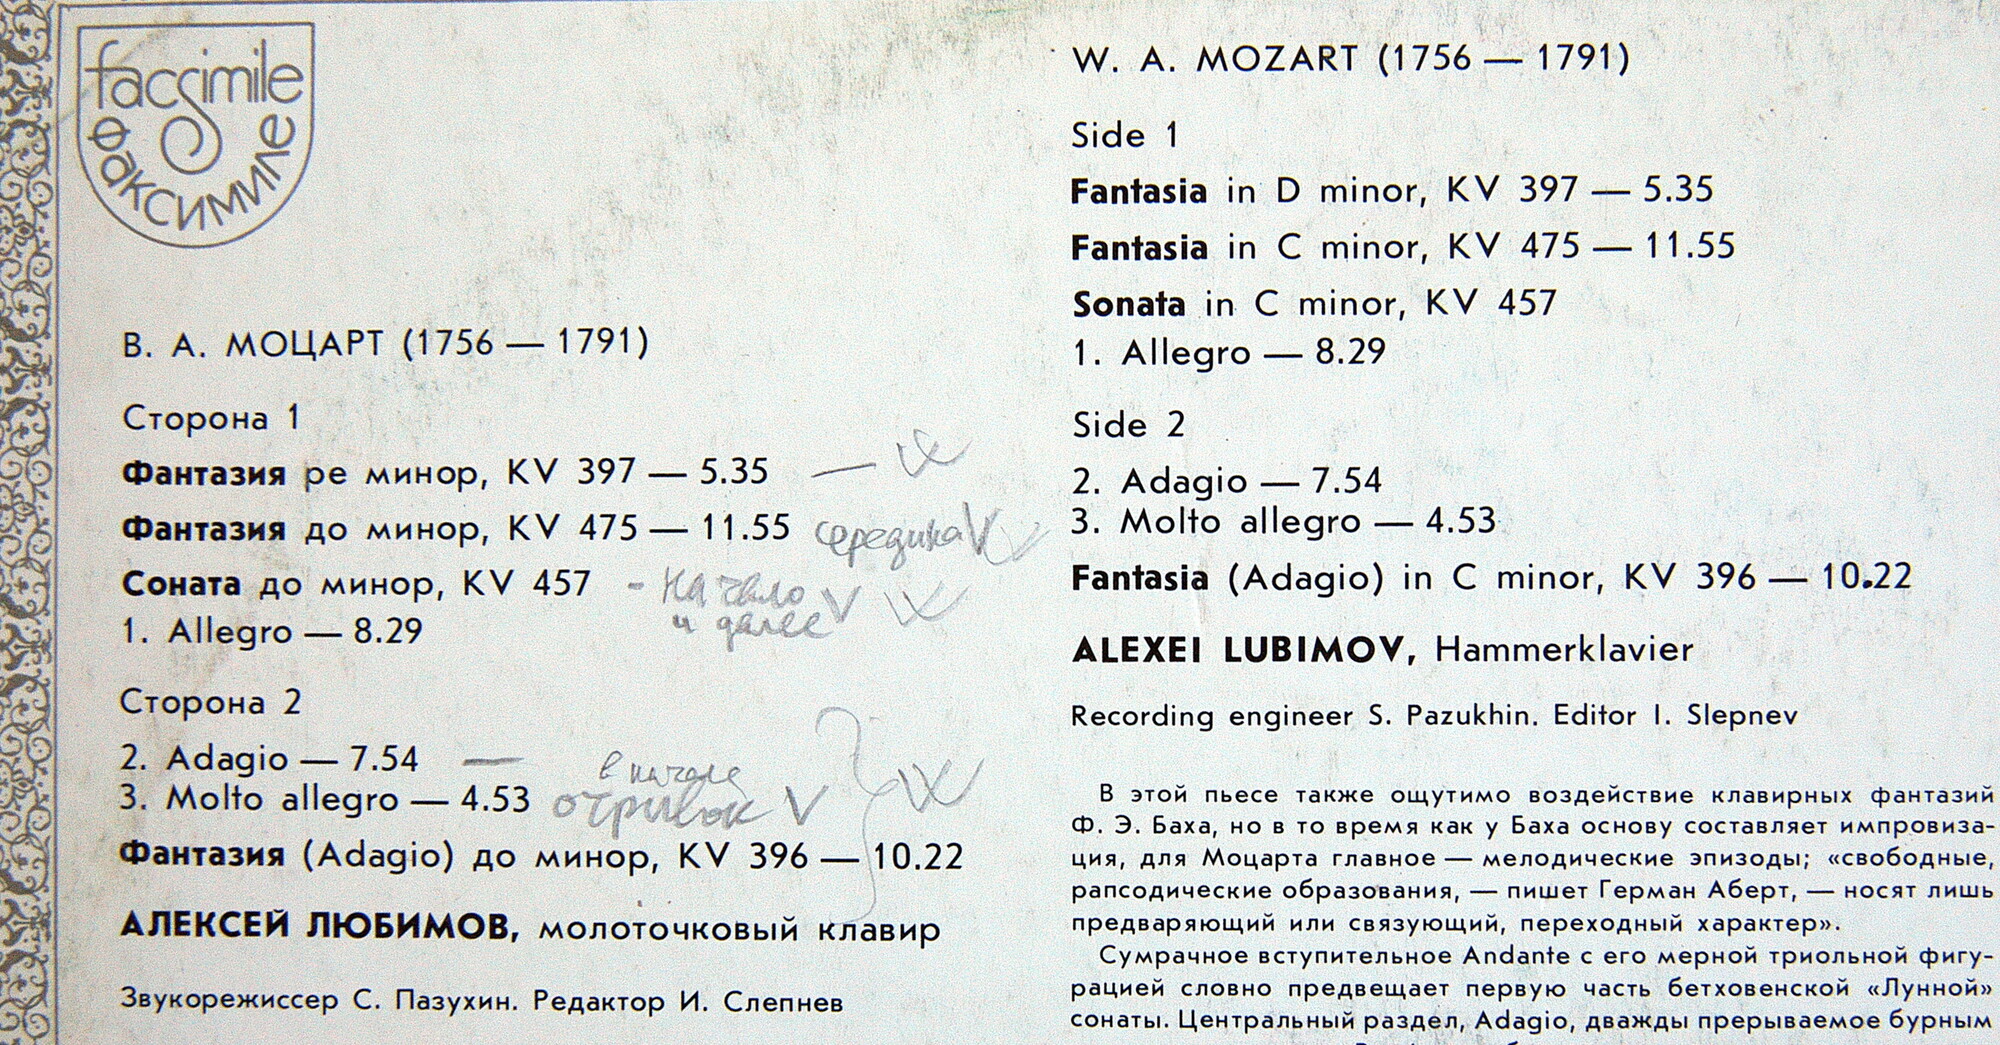 facsimile
факсимиле
В. А. МОЦАРТ (1756 — 1791)
Сторона 1
Фантазия ре минор, KV 397 — 5.35 —
Фантазия до минор, KV 475 — 11.55 середина V
Соната до минор, KV 457 - начало V
и далее
1. Allegro — 8.29
Сторона 2
2. Adagio — 7.54 —
в начале
3. Molto allegro — 4.53 отрывок V
Фантазия (Adagio) до минор, KV 396 — 10.22
АЛЕКСЕЙ ЛЮБИМОВ, молоточковый клавир
Звукорежиссер С. Пазухин. Редактор И. Слепнев
W. A. MOZART (1756 — 1791)
Side 1
Fantasia in D minor, KV 397 — 5.35
Fantasia in C minor, KV 475 — 11.55
Sonata in C minor, KV 457
1. Allegro — 8.29
Side 2
2. Adagio — 7.54
3. Molto allegro — 4.53
Fantasia (Adagio) in C minor, KV 396 — 10.22
ALEXEI LUBIMOV, Hammerklavier
Recording engineer S. Pazukhin. Editor I. Slepnev
В этой пьесе также ощутимо воздействие клавирных фантазий
Ф. Э. Баха, но в то время как у Баха основу составляет импровиза-
ция, для Моцарта главное — мелодические эпизоды; «свободные,
рапсодические образования, — пишет Герман Аберт, — носят лишь
предваряющий или связующий, переходный характер».
Сумрачное вступительное Andante с его мерной триольной фигу-
рацией словно предвещает первую часть бетховенской «Лунной»
сонаты. Центральный раздел, Adagio, дважды прерываемое бурным